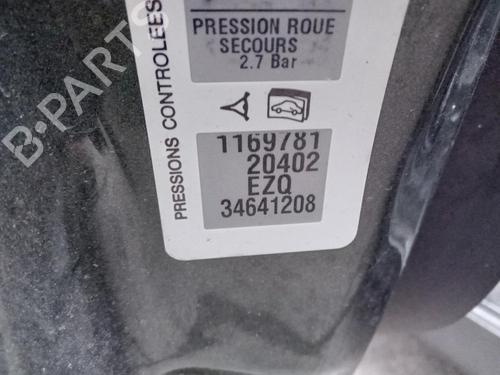 PRESSION ROUE
SECOURS
2.7 Bar
PRESSIONS CONTROLEES
1169781
20402
EZQ
34641208
B-PARTS